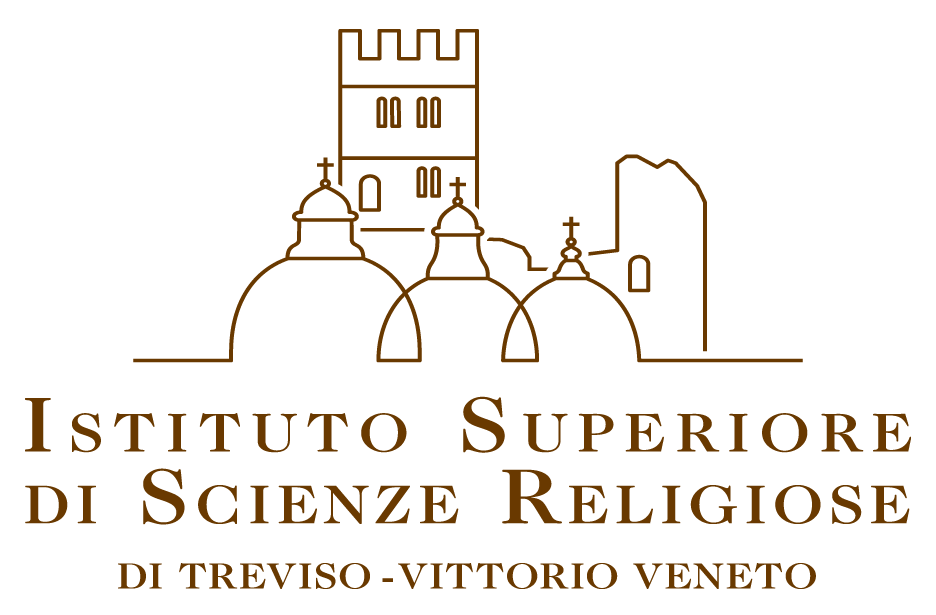 Istituto Superiore
di Scienze Religiose
di Treviso - Vittorio Veneto